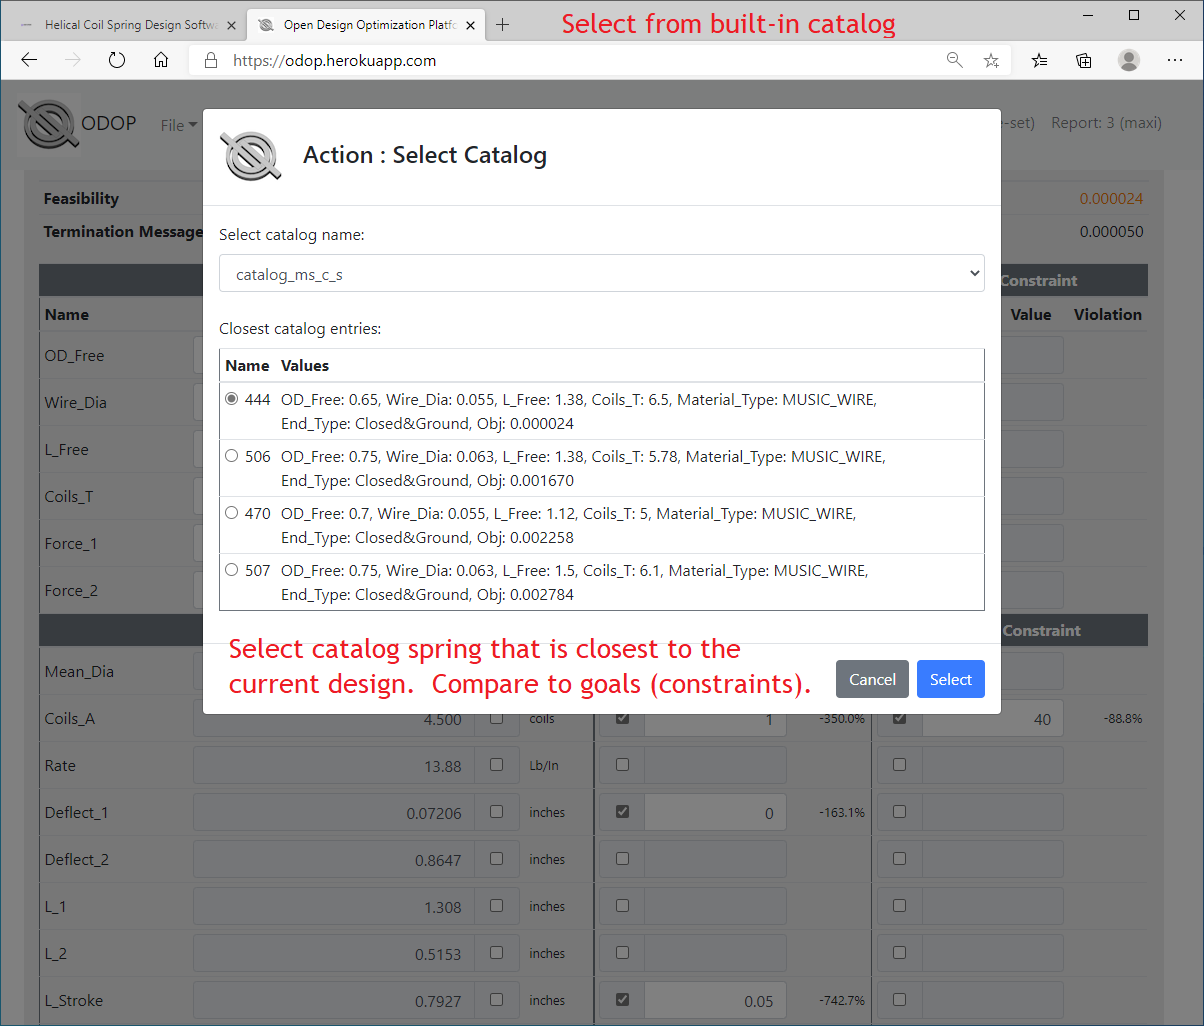 Helical Coil Spring Design Softwa
Open Design Optimization Platfo
Select from built-in catalog
https://odop.herokuapp.com
ODOP File -set) Report: 3 (maxi)
Action : Select Catalog
Feasibility 0.000024
Termination Message 0.000050
Select catalog name:
catalog_ms_c_s
Constraint
Name Value Violation
Closest catalog entries:
OD_Free
Name Values
Wire_Dia
444 OD_Free: 0.65, Wire_Dia: 0.055, L_Free: 1.38, Coils_T: 6.5, Material_Type: MUSIC_WIRE,
End_Type: Closed&Ground, Obj: 0.000024
L_Free
506 OD_Free: 0.75, Wire_Dia: 0.063, L_Free: 1.38, Coils_T: 5.78, Material_Type: MUSIC_WIRE,
End_Type: Closed&Ground, Obj: 0.001670
Coils_T
470 OD_Free: 0.7, Wire_Dia: 0.055, L_Free: 1.12, Coils_T: 5, Material_Type: MUSIC_WIRE,
End_Type: Closed&Ground, Obj: 0.002258
Force_1
507 OD_Free: 0.75, Wire_Dia: 0.063, L_Free: 1.5, Coils_T: 6.1, Material_Type: MUSIC_WIRE,
End_Type: Closed&Ground, Obj: 0.002784
Force_2
Constraint
Select catalog spring that is closest to the
current design. Compare to goals (constraints).
Cancel Select
Mean_Dia
Coils_A 4.500 coils 1 -350.0% 40 -88.8%
Rate 13.88 Lb/In
Deflect_1 0.07206 inches 0 -163.1%
Deflect_2 0.8647 inches
L_1 1.308 inches
L_2 0.5153 inches
L_Stroke 0.7927 inches 0.05 -742.7%